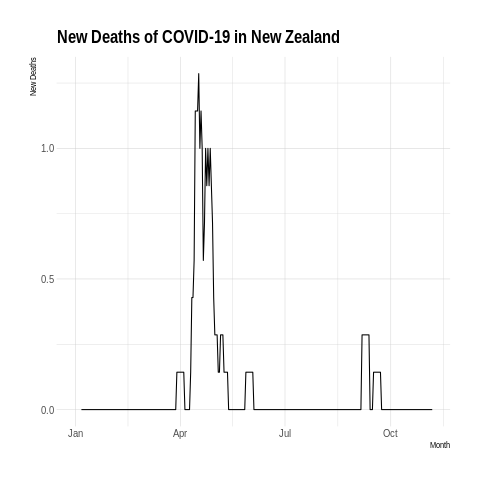 New Deaths of COVID-19 in New Zealand
New Deaths
1.0
0.5
0.0
Jan Apr Jul Oct
Month